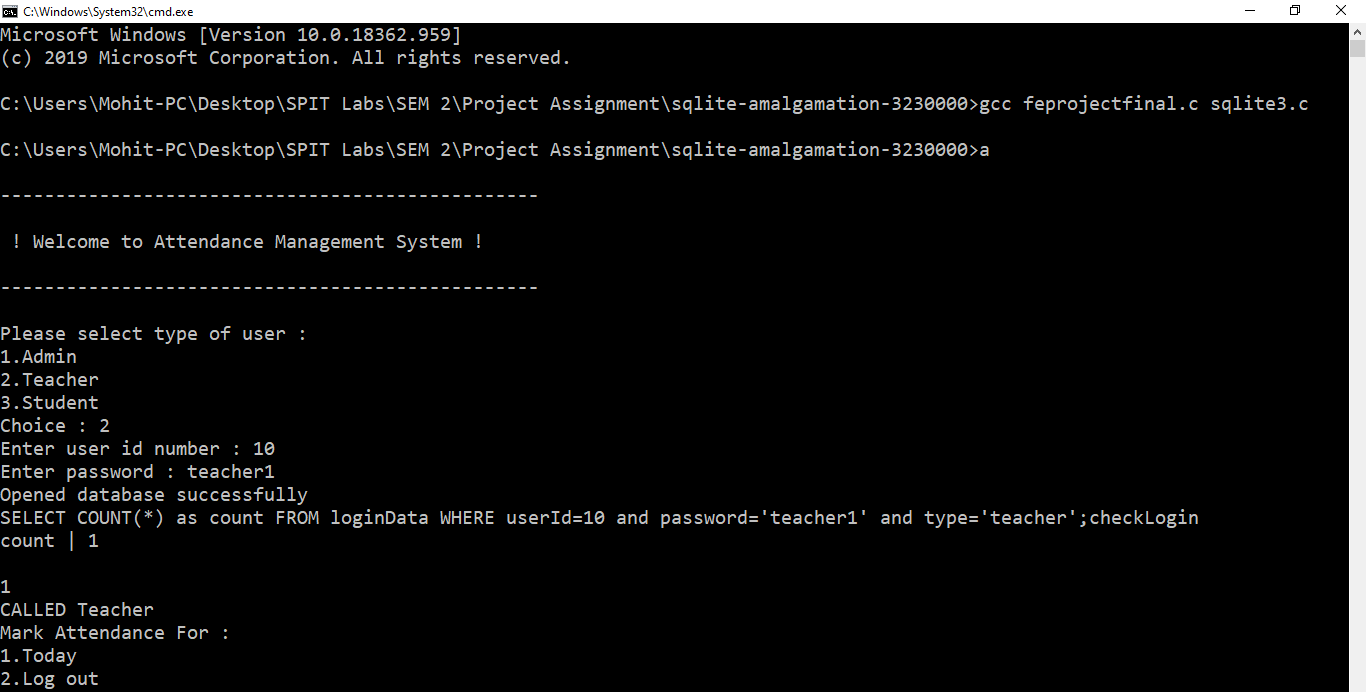 C:\Windows\System32\cmd.exe
Microsoft Windows [Version 10.0.18362.959]
(c) 2019 Microsoft Corporation. All rights reserved.
C:\Users\Mohit-PC\Desktop\SPIT Labs\SEM 2\Project Assignment\sqlite-amalgamation-3230000>gcc feprojectfinal.c sqlite3.c
C:\Users\Mohit-PC\Desktop\SPIT Labs\SEM 2\Project Assignment\sqlite-amalgamation-3230000>a
-------------------------------------------------
! Welcome to Attendance Management System !
-------------------------------------------------
Please select type of user :
1.Admin
2.Teacher
3.Student
Choice : 2
Enter user id number : 10
Enter password : teacher1
Opened database successfully
SELECT COUNT(*) as count FROM loginData WHERE userId=10 and password='teacher1' and type='teacher';checkLogin
count | 1
1
CALLED Teacher
Mark Attendance For :
1.Today
2.Log out